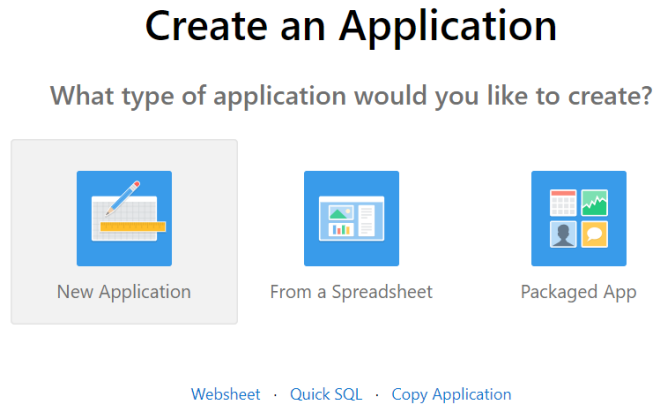 Create an Application
What type of application would you like to create?
New Application
From a Spreadsheet
Packaged App
Websheet · Quick SQL · Copy Application